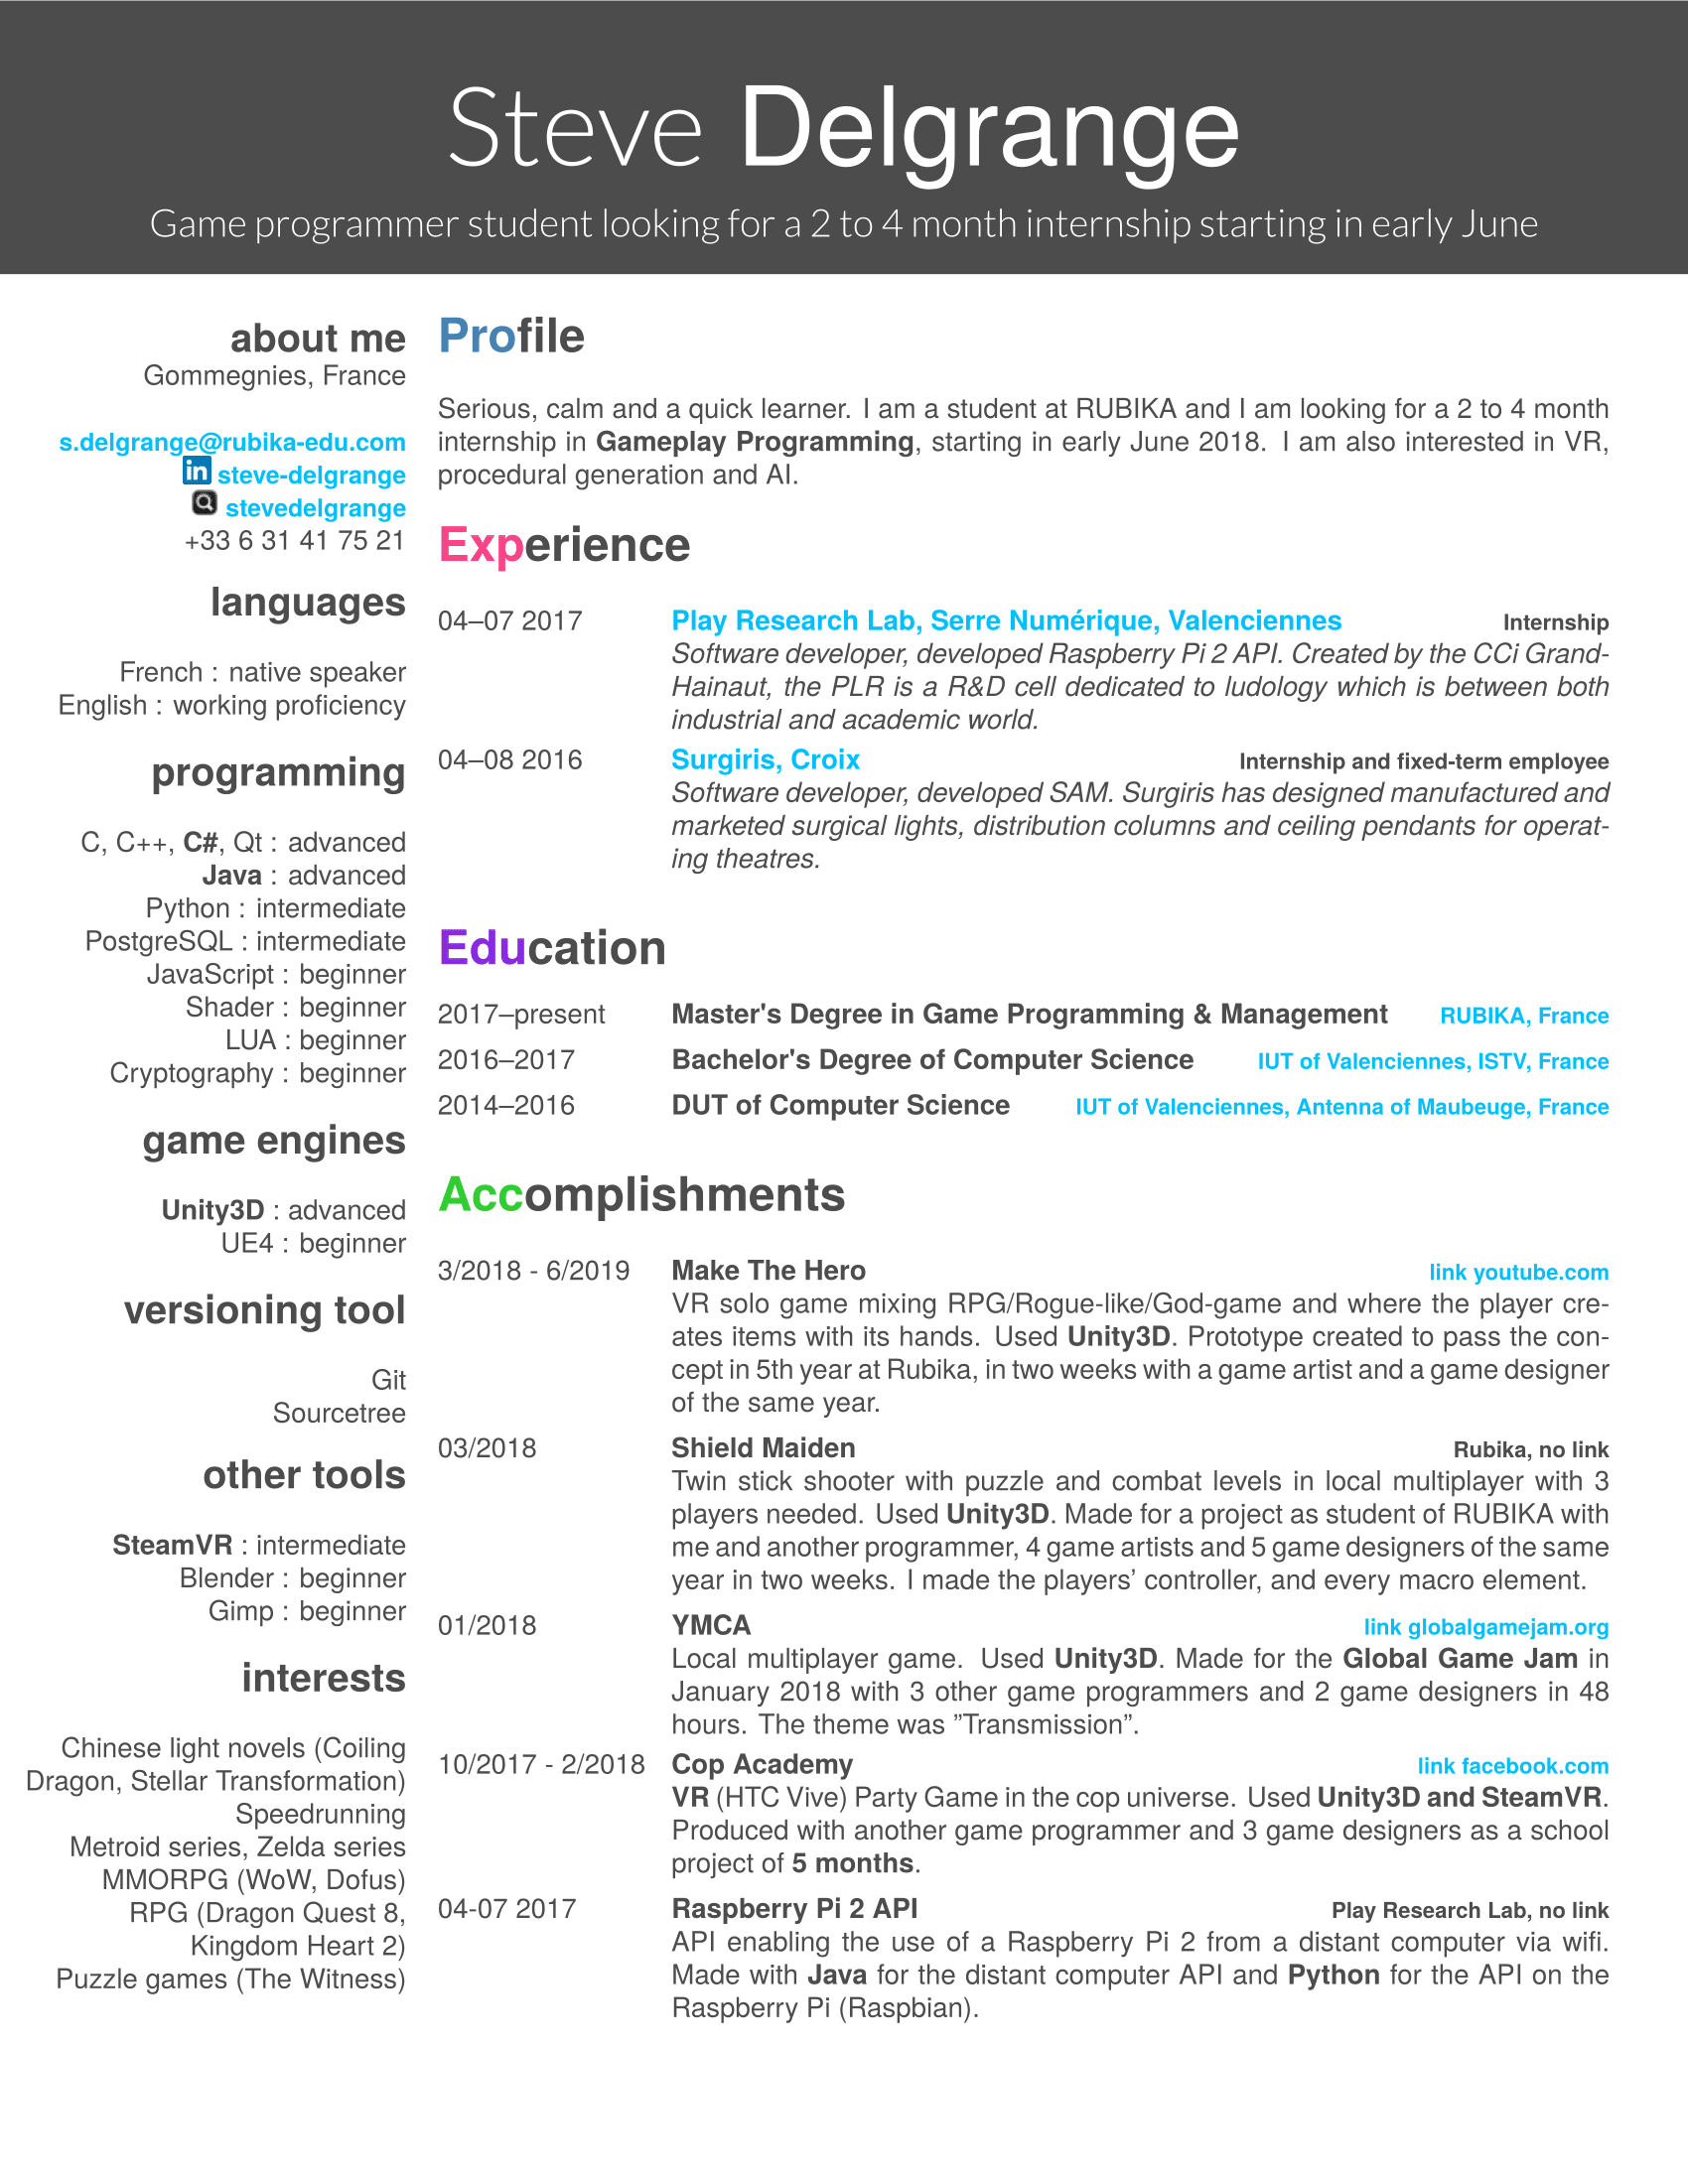 Steve Delgrange
Game programmer student looking for a 2 to 4 month internship starting in early June
about me
Gommegnies, France
s.delgrange@rubika-edu.com
in steve-delgrange
stevedelgrange
+33 6 31 41 75 21
languages
French : native speaker
English : working proficiency
programming
C, C++, C#, Qt : advanced
Java : advanced
Python : intermediate
PostgreSQL : intermediate
JavaScript : beginner
Shader : beginner
LUA : beginner
Cryptography : beginner
game engines
Unity3D : advanced
UE4 : beginner
versioning tool
Git
Sourcetree
other tools
SteamVR : intermediate
Blender : beginner
Gimp : beginner
interests
Chinese light novels (Coiling
Dragon, Stellar Transformation)
Speedrunning
Metroid series, Zelda series
MMORPG (WoW, Dofus)
RPG (Dragon Quest 8,
Kingdom Heart 2)
Puzzle games (The Witness)
Profile
Serious, calm and a quick learner. I am a student at RUBIKA and I am looking for a 2 to 4 month
internship in Gameplay Programming, starting in early June 2018. I am also interested in VR,
procedural generation and AI.
Experience
04–07 2017 Play Research Lab, Serre Numérique, Valenciennes Internship
Software developer, developed Raspberry Pi 2 API. Created by the CCi Grand-
Hainaut, the PLR is a R&D cell dedicated to ludology which is between both
industrial and academic world.
04–08 2016 Surgiris, Croix Internship and fixed-term employee
Software developer, developed SAM. Surgiris has designed manufactured and
marketed surgical lights, distribution columns and ceiling pendants for operat-
ing theatres.
Education
2017–present Master's Degree in Game Programming & Management RUBIKA, France
2016–2017 Bachelor's Degree of Computer Science IUT of Valenciennes, ISTV, France
2014–2016 DUT of Computer Science IUT of Valenciennes, Antenna of Maubeuge, France
Accomplishments
3/2018 - 6/2019 Make The Hero link youtube.com
VR solo game mixing RPG/Rogue-like/God-game and where the player cre-
ates items with its hands. Used Unity3D. Prototype created to pass the con-
cept in 5th year at Rubika, in two weeks with a game artist and a game designer
of the same year.
03/2018 Shield Maiden Rubika, no link
Twin stick shooter with puzzle and combat levels in local multiplayer with 3
players needed. Used Unity3D. Made for a project as student of RUBIKA with
me and another programmer, 4 game artists and 5 game designers of the same
year in two weeks. I made the players’ controller, and every macro element.
01/2018 YMCA link globalgamejam.org
Local multiplayer game. Used Unity3D. Made for the Global Game Jam in
January 2018 with 3 other game programmers and 2 game designers in 48
hours. The theme was ”Transmission”.
10/2017 - 2/2018 Cop Academy link facebook.com
VR (HTC Vive) Party Game in the cop universe. Used Unity3D and SteamVR.
Produced with another game programmer and 3 game designers as a school
project of 5 months.
04-07 2017 Raspberry Pi 2 API Play Research Lab, no link
API enabling the use of a Raspberry Pi 2 from a distant computer via wifi.
Made with Java for the distant computer API and Python for the API on the
Raspberry Pi (Raspbian).